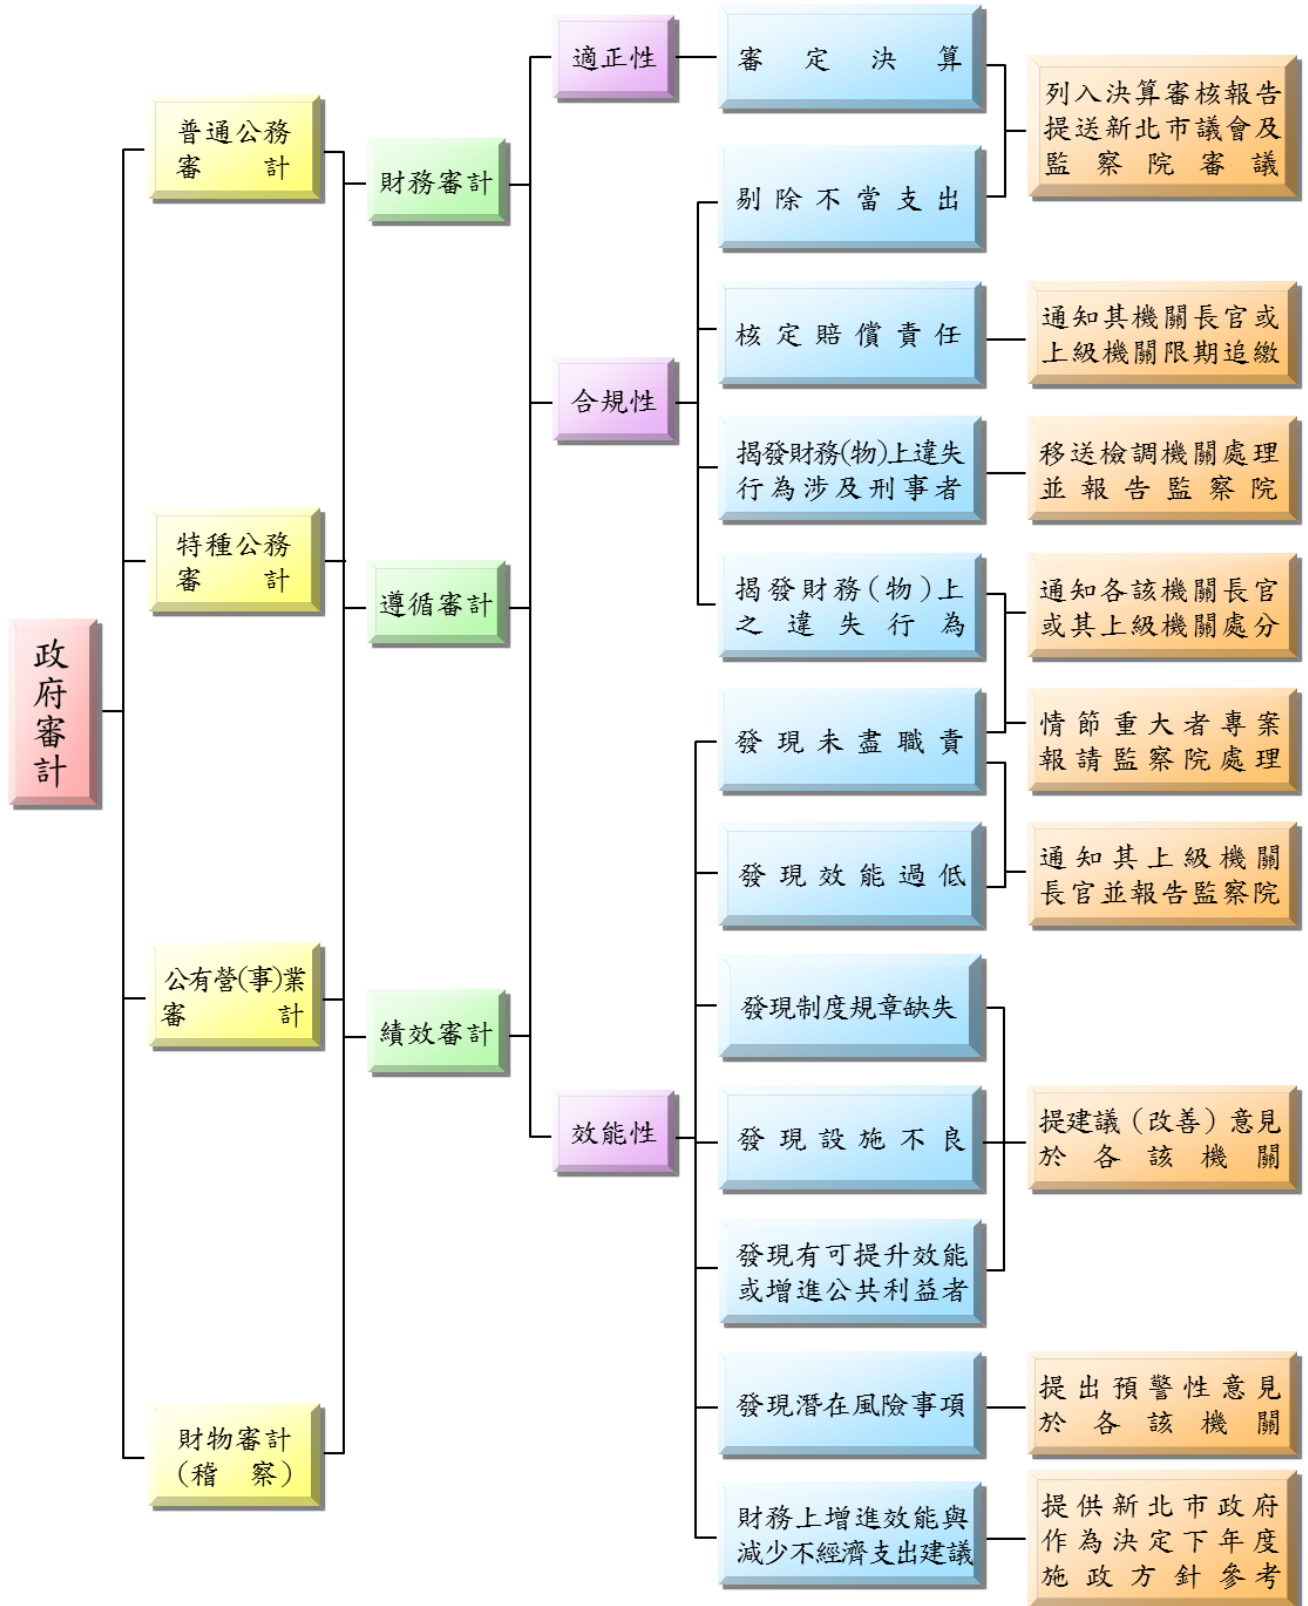 政府審計
普通公務
審計
特種公務
審計
公有營(事)業
審計
財物審計
(稽察)
財務審計
遵循審計
績效審計
適正性
合規性
效能性
審定決算
剔除不當支出
核定賠償責任
揭發財務(物)上違失
行為涉及刑事者
揭發財務(物)上
之違失行為
發現未盡職責
發現效能過低
發現制度規章缺失
發現設施不良
發現有可提升效能
或增進公共利益者
發現潛在風險事項
財務上增進效能與
減少不經濟支出建議
列入決算審核報告
提送新北市議會及
監察院審議
通知其機關長官或
上級機關限期追繳
移送檢調機關處理
並報告監察院
通知各該機關長官
或其上級機關處分
情節重大者專案
報請監察院處理
通知其上級機關
長官並報告監察院
提建議(改善)意見
於各該機關
提出預警性意見
於各該機關
提供新北市政府
作為決定下年度
施政方針參考